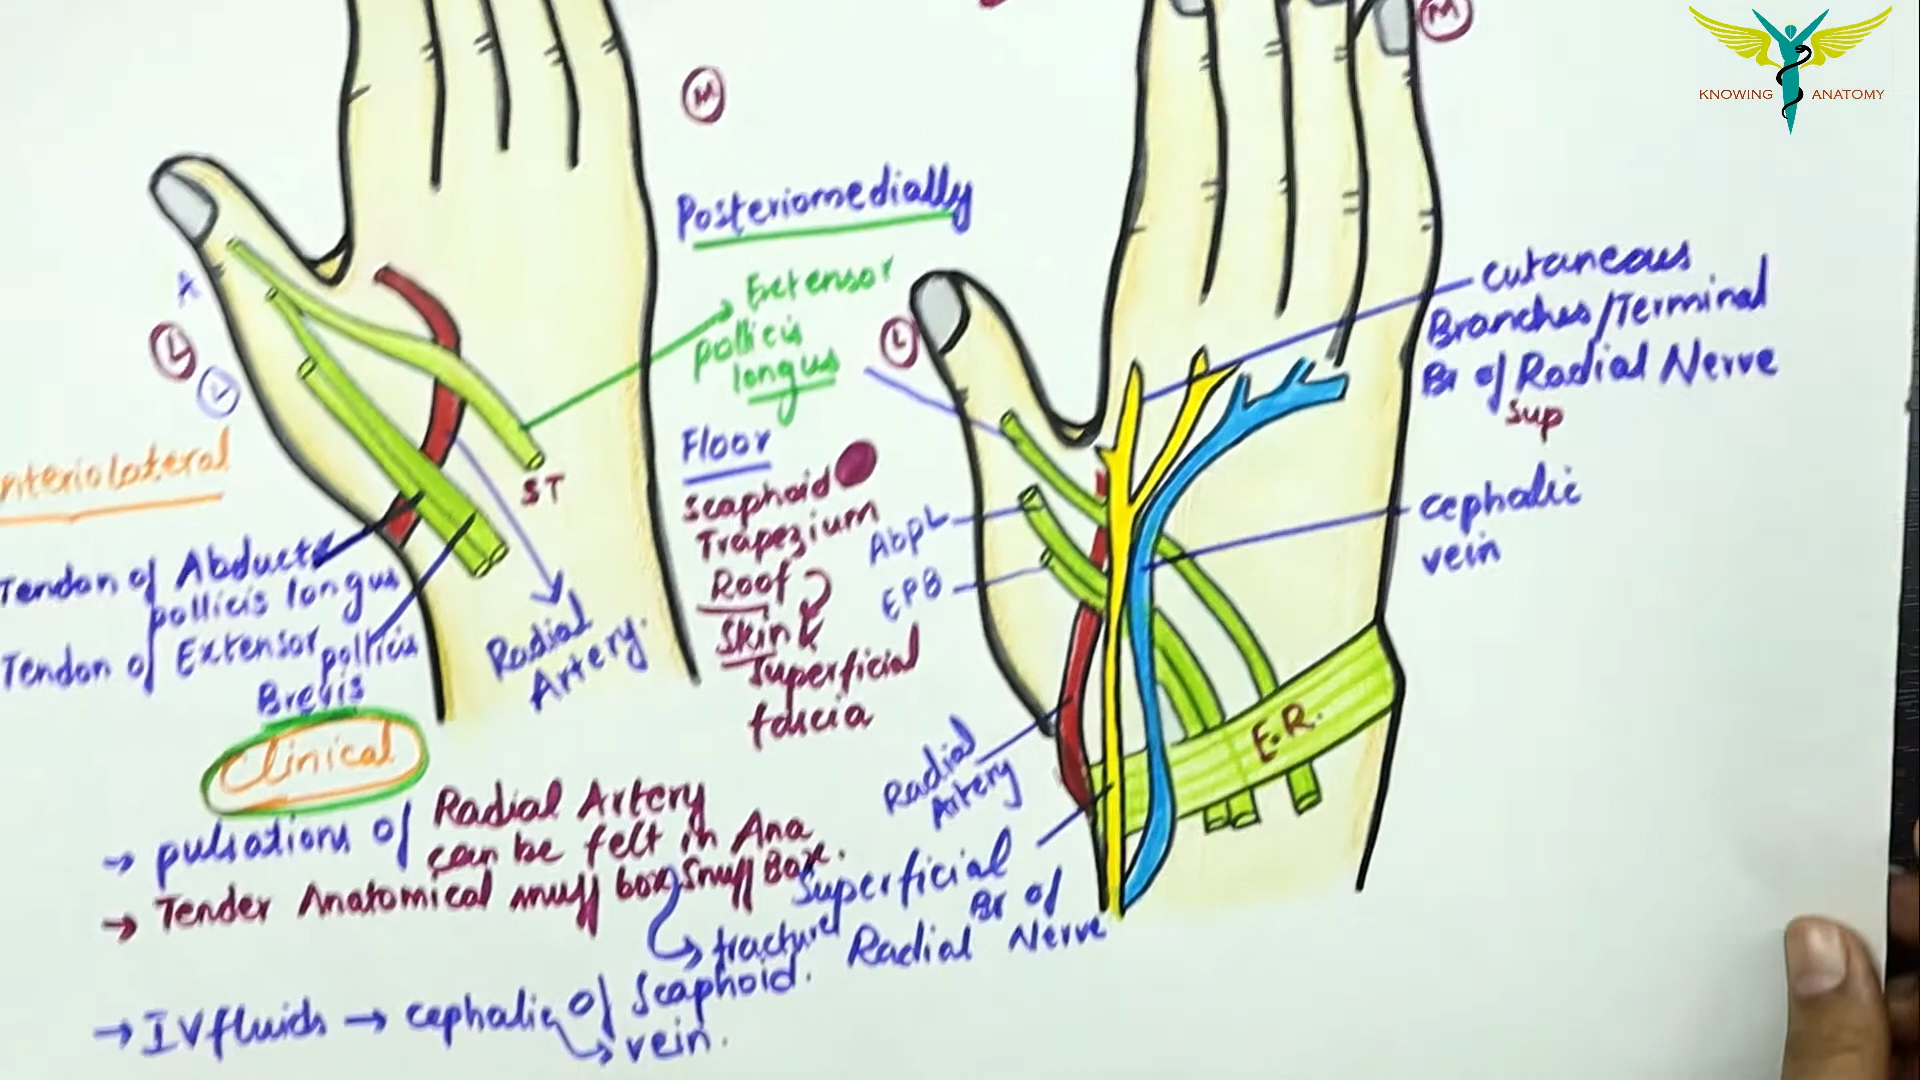 M
M
KNOWING ANATOMY
Posteriomedially
Extensor
pollicis
longus
A
L
L
L
Cutaneous
Branches/Terminal
Br of Radial Nerve
Sup
Floor
Scaphoid
Trapezium
Roof
Skin
Superficial
fascia
nteriolateral
ST
Tendon of Abductor
pollicis longus
Tendon of Extensor pollicis
Brevis
Radial
Artery.
AbpL
EPB
cephalic
vein
E.R.
Radial
Artery
Superficial
Br of
Radial Nerve
Clinical
→ pulsations of Radial Artery
can be felt in Ana
Snuff Box.
→ Tender Anatomical snuff box
fracture
of Scaphoid.
→ IV fluids → cephalic
vein.